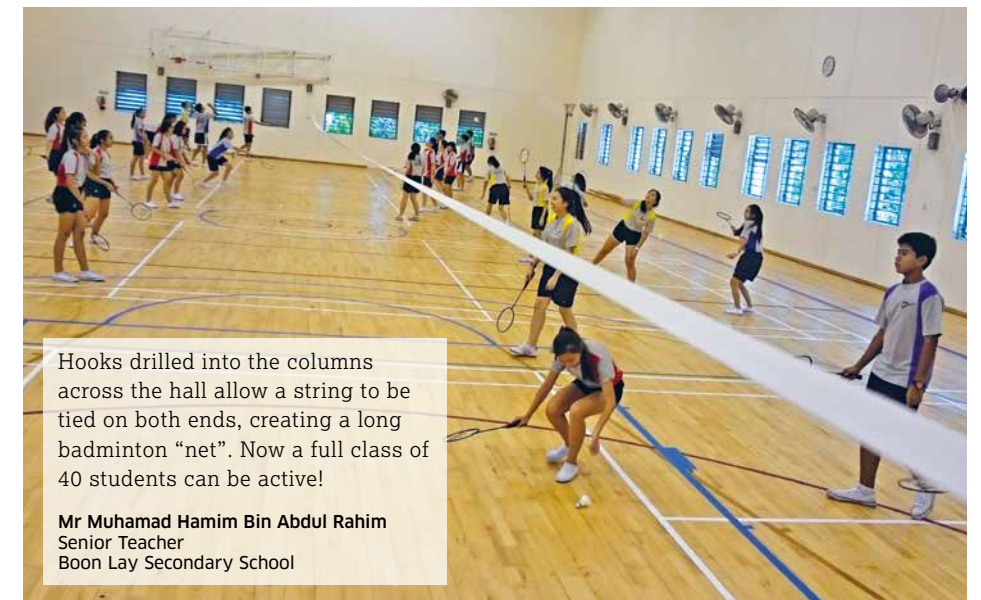 Hooks drilled into the columns
across the hall allow a string to be
tied on both ends, creating a long
badminton “net”. Now a full class of
40 students can be active!
Mr Muhamad Hamim Bin Abdul Rahim
Senior Teacher
Boon Lay Secondary School